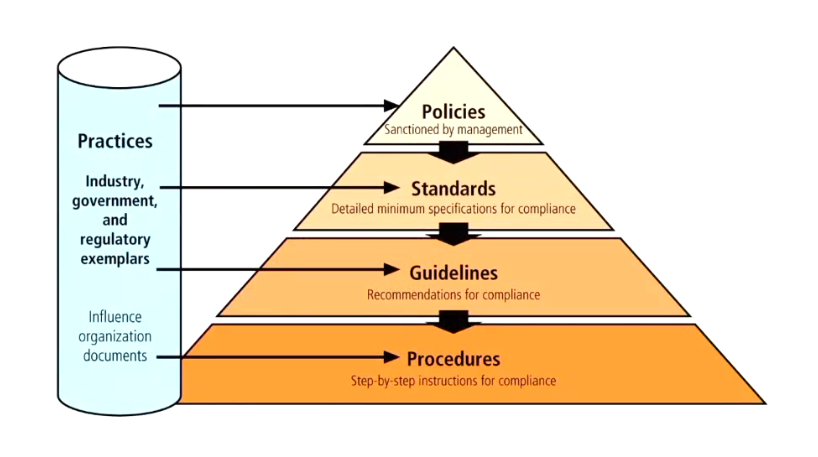 Practices
Industry,
government,
and
regulatory
exemplars
Influence
organization
documents
Policies
Sanctioned by management
Standards
Detailed minimum specifications for compliance
Guidelines
Recommendations for compliance
Procedures
Step-by-step instructions for compliance